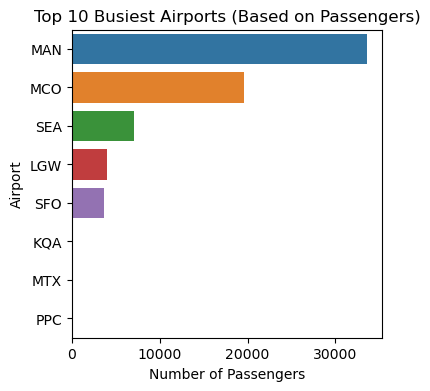 Top 10 Busiest Airports (Based on Passengers)
MAN
MCO
SEA
LGW
SFO
KQA
MTX
PPC
Airport
0 10000 20000 30000
Number of Passengers